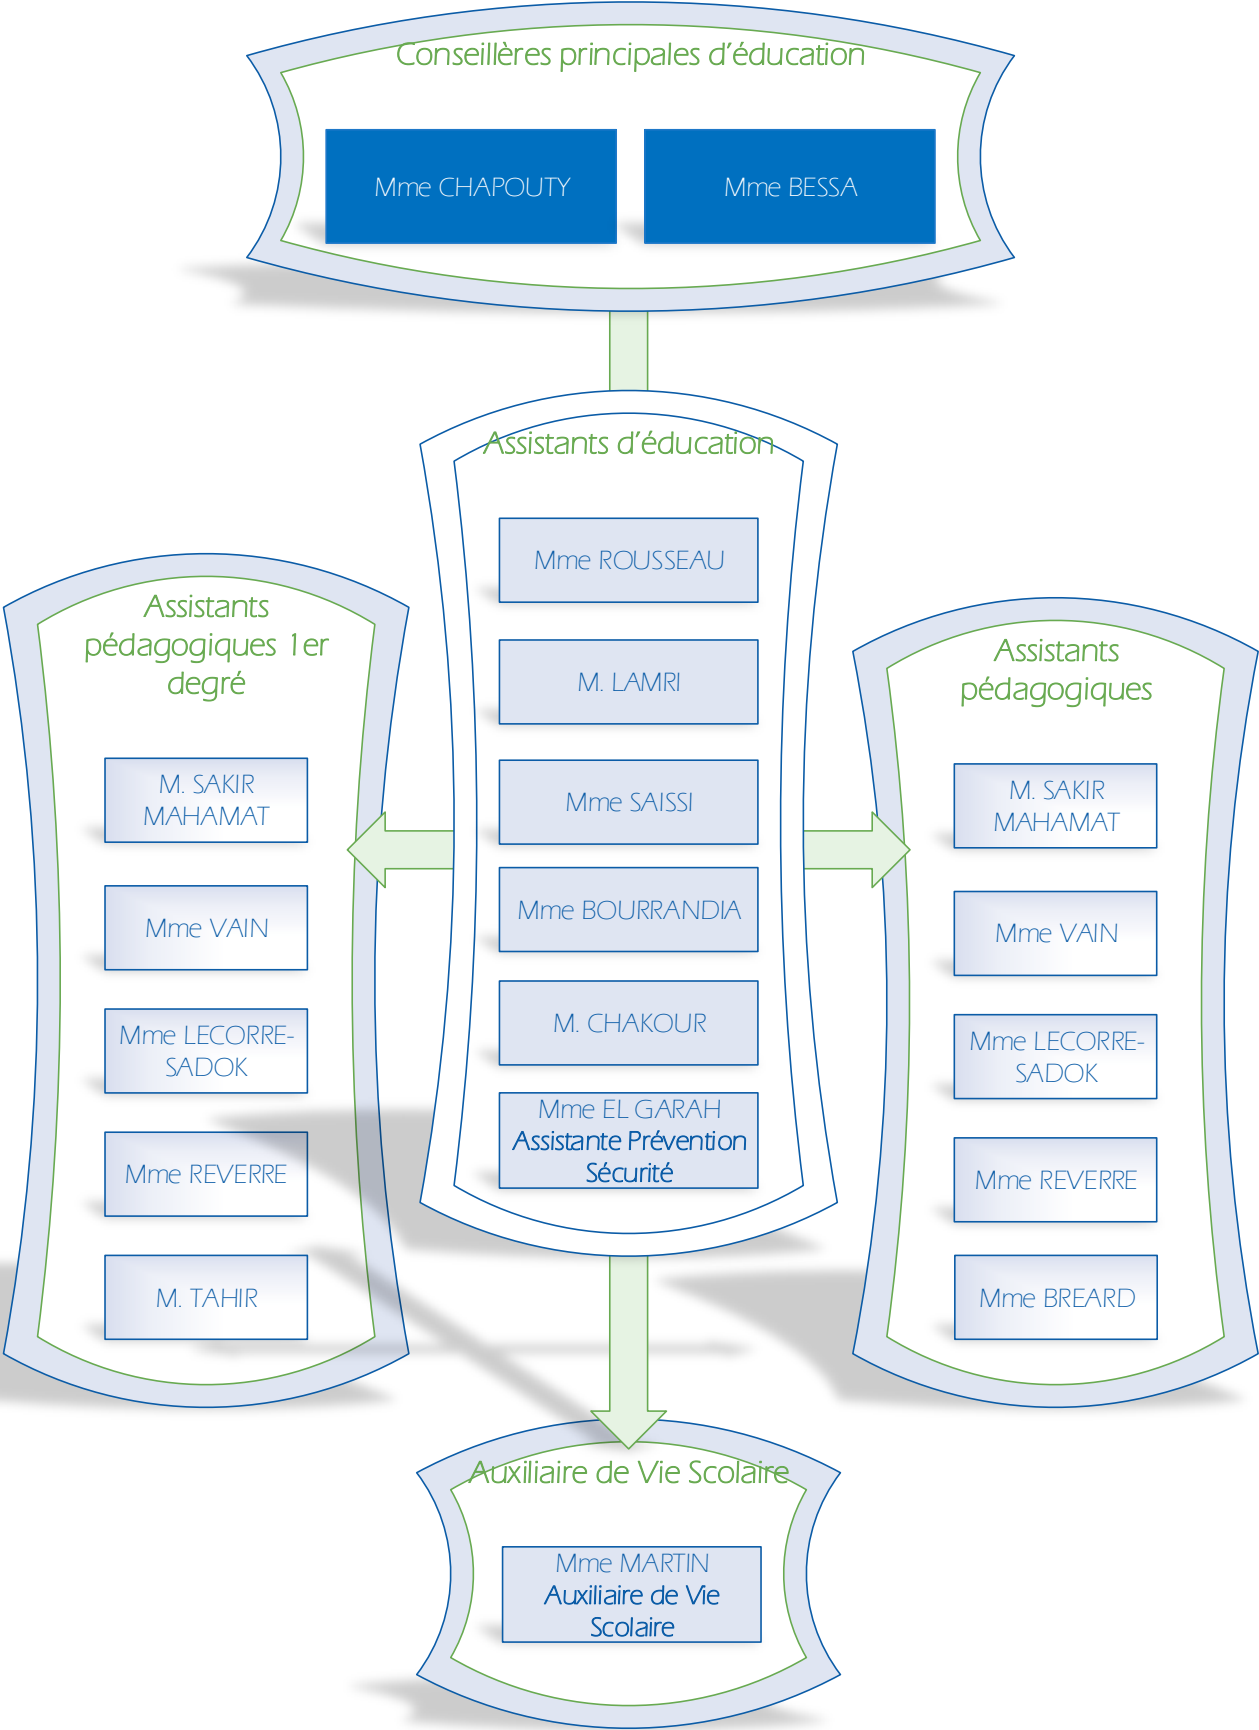 Conseillères principales d'éducation
Mme CHAPOUTY
Mme BESSA
Assistants d'éducation
Mme ROUSSEAU
M. LAMRI
Mme SAISSI
Mme BOURRANDIA
M. CHAKOUR
Mme EL GARAH
Assistante Prévention
Sécurité
Assistants
pédagogiques 1er
degré
M. SAKIR
MAHAMAT
Mme VAIN
Mme LECORRE-
SADOK
Mme REVERRE
M. TAHIR
Assistants
pédagogiques
M. SAKIR
MAHAMAT
Mme VAIN
Mme LECORRE-
SADOK
Mme REVERRE
Mme BREARD
Auxiliaire de Vie Scolaire
Mme MARTIN
Auxiliaire de Vie
Scolaire